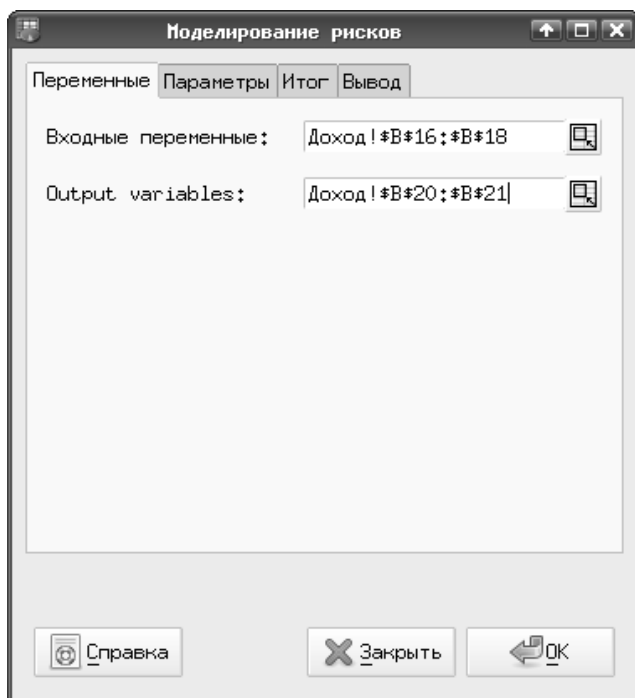 Моделирование рисков
Переменные Параметры Итог Вывод
Входные переменные: Доход!$B$16:$B$18
Output variables: Доход!$B$20:$B$21
Справка Закрыть OK